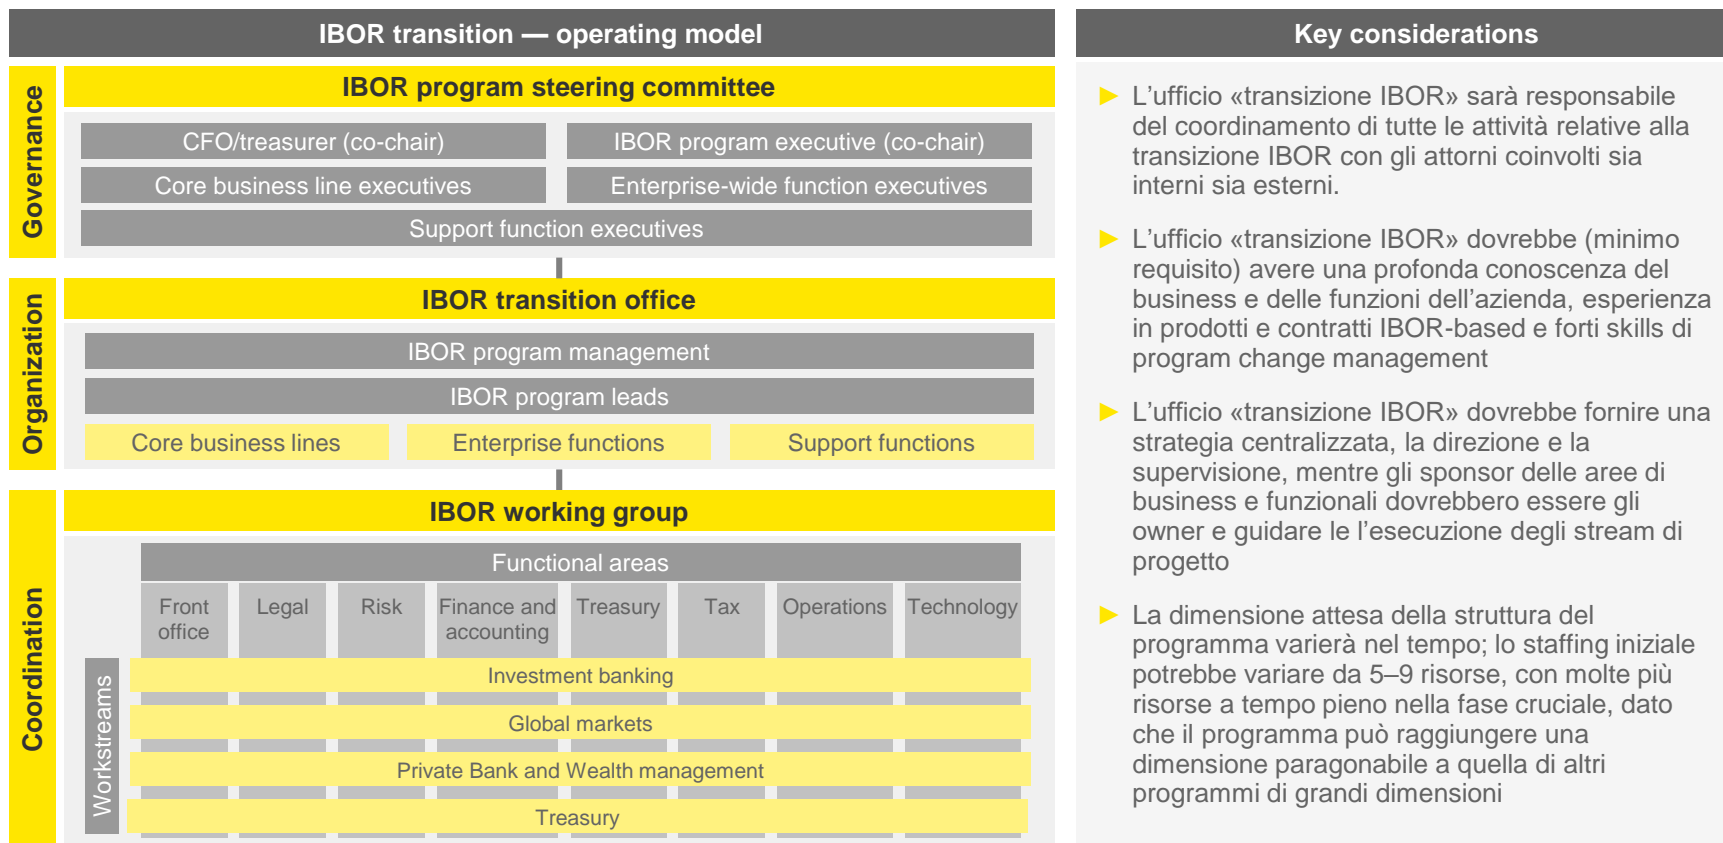 IBOR transition — operating model
Governance
IBOR program steering committee
CFO/treasurer (co-chair)
IBOR program executive (co-chair)
Core business line executives
Enterprise-wide function executives
Support function executives
Organization
IBOR transition office
IBOR program management
IBOR program leads
Core business lines
Enterprise functions
Support functions
Coordination
IBOR working group
Functional areas
Front
office
Legal
Risk
Finance and
accounting
Treasury
Tax
Operations
Technology
Workstreams
Investment banking
Global markets
Private Bank and Wealth management
Treasury
Key considerations
► L'ufficio «transizione IBOR» sarà responsabile
del coordinamento di tutte le attività relative alla
transizione IBOR con gli attorni coinvolti sia
interni sia esterni.
► L'ufficio «transizione IBOR» dovrebbe (minimo
requisito) avere una profonda conoscenza del
business e delle funzioni dell'azienda, esperienza
in prodotti e contratti IBOR-based e forti skills di
program change management
► L'ufficio «transizione IBOR» dovrebbe fornire una
strategia centralizzata, la direzione e la
supervisione, mentre gli sponsor delle aree di
business e funzionali dovrebbero essere gli
owner e guidare le l'esecuzione degli stream di
progetto
► La dimensione attesa della struttura del
programma varierà nel tempo; lo staffing iniziale
potrebbe variare da 5–9 risorse, con molte più
risorse a tempo pieno nella fase cruciale, dato
che il programma può raggiungere una
dimensione paragonabile a quella di altri
programmi di grandi dimensioni